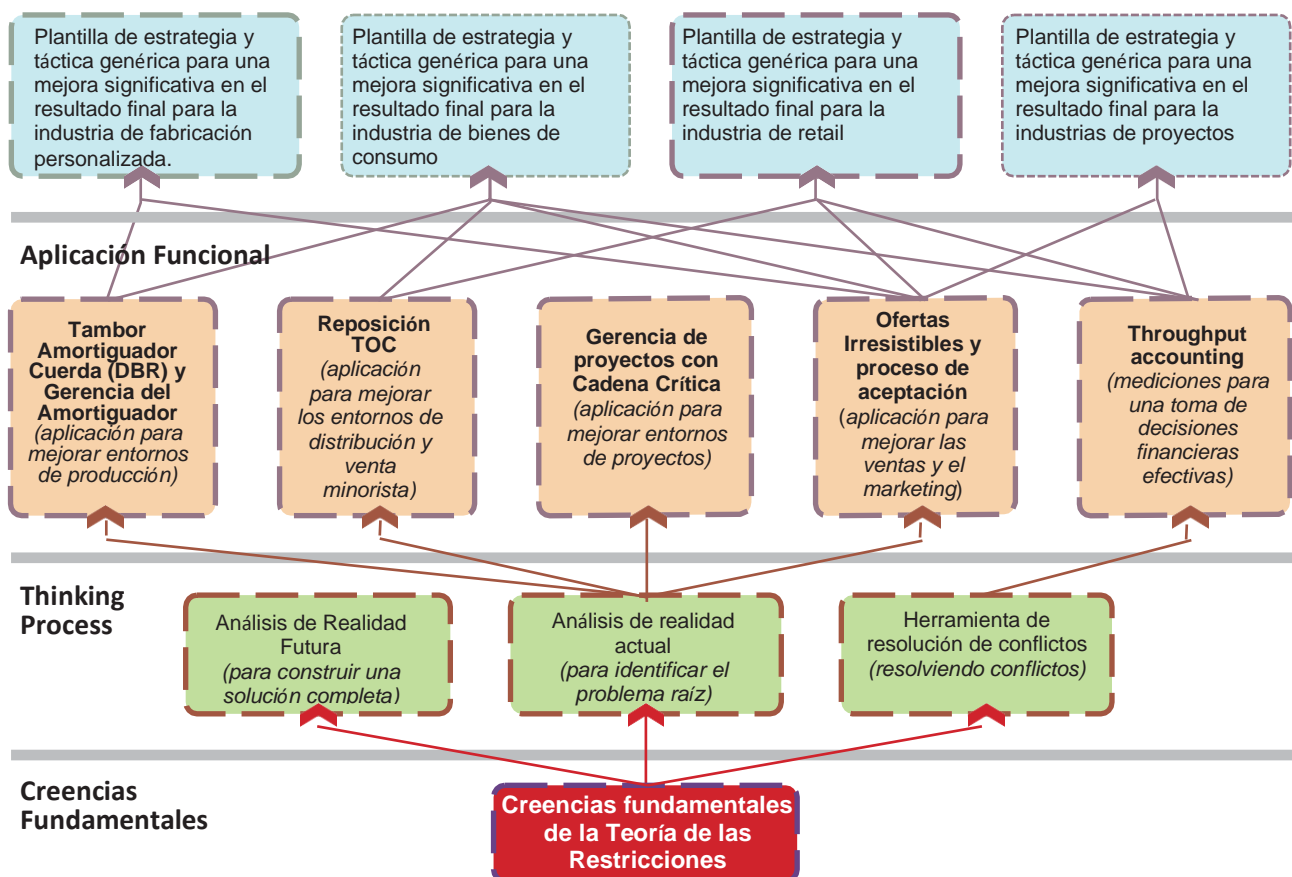 Plantilla de estrategia y
táctica genérica para una
mejora significativa en el
resultado final para la
industria de fabricación
personalizada.
Plantilla de estrategia y
táctica genérica para una
mejora significativa en el
resultado final para la
industria de bienes de
consumo
Plantilla de estrategia y
táctica genérica para una
mejora significativa en el
resultado final para la
industria de retail
Plantilla de estrategia y
táctica genérica para una
mejora significativa en el
resultado final para la
industrias de proyectos
Aplicación Funcional
Tambor
Amortiguador
Cuerda (DBR) y
Gerencia del
Amortiguador
(aplicación para
mejorar entornos
de producción)
Reposición
TOC
(aplicación
para mejorar
los entornos de
distribución y
venta
minorista)
Gerencia de
proyectos con
Cadena Crítica
(aplicación para
mejorar entornos
de proyectos)
Ofertas
Irresistibles y
proceso de
aceptación
(aplicación para
mejorar las
ventas y el
marketing)
Throughput
accounting
(mediciones para
una toma de
decisiones
financieras
efectivas)
Thinking
Process
Análisis de Realidad
Futura
(para construir una
solución completa)
Análisis de realidad
actual
(para identificar el
problema raíz)
Herramienta de
resolución de conflictos
(resolviendo conflictos)
Creencias
Fundamentales
Creencias fundamentales
de la Teoría de las
Restricciones